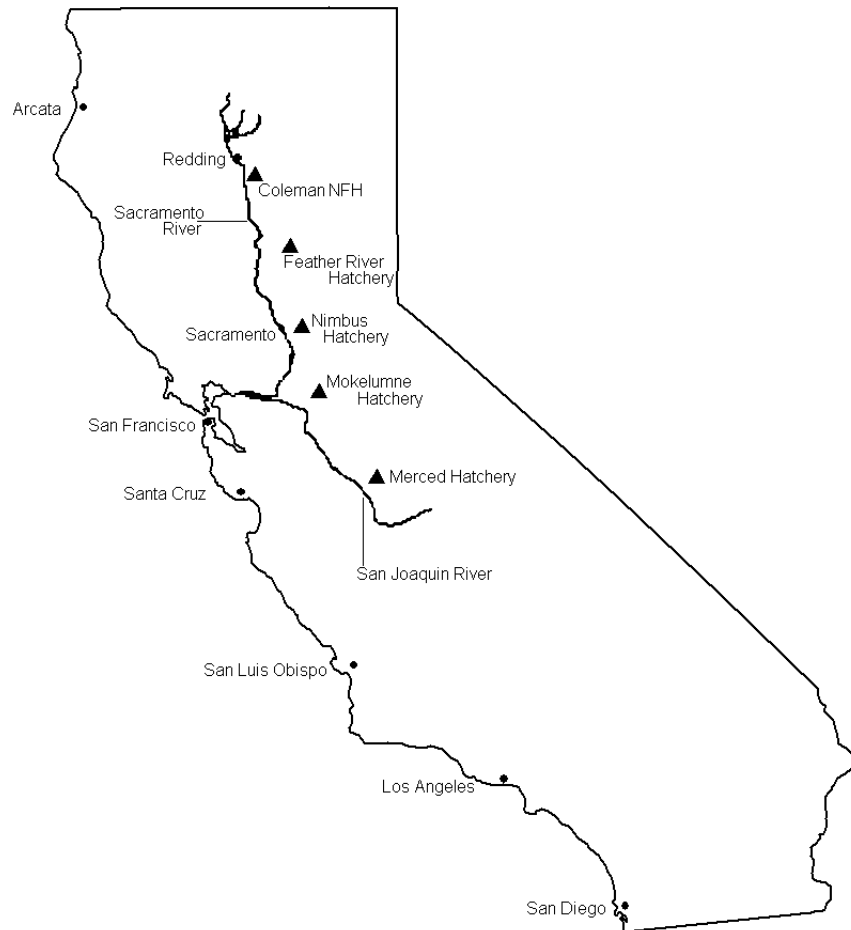 Arcata
Redding
Coleman NFH
Sacramento
River
Feather River
Hatchery
Nimbus
Hatchery
Sacramento
Mokelumne
Hatchery
San Francisco
Merced Hatchery
Santa Cruz
San Joaquin River
San Luis Obispo
Los Angeles
San Diego